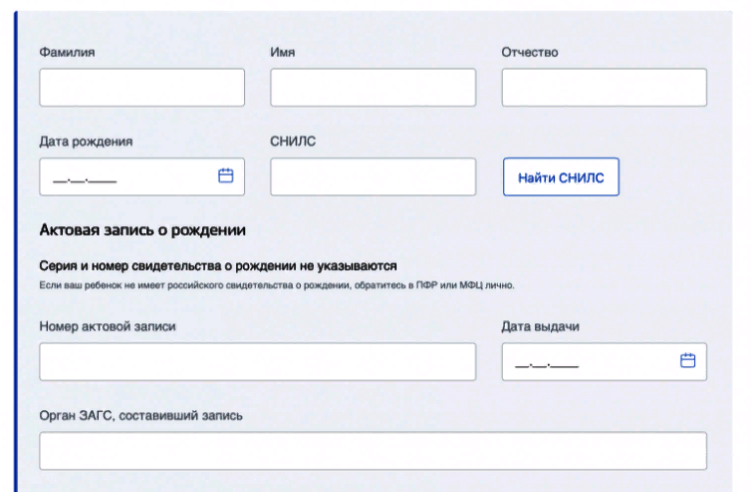 Фамилия Имя Отчество
Дата рождения СНИЛС
__.__.____ Найти СНИЛС
Актовая запись о рождении
Серия и номер свидетельства о рождении не указываются
Если ваш ребенок не имеет российского свидетельства о рождении, обратитесь в ПФР или МФЦ лично.
Номер актовой записи Дата выдачи
__.__.____
Орган ЗАГС, составивший запись